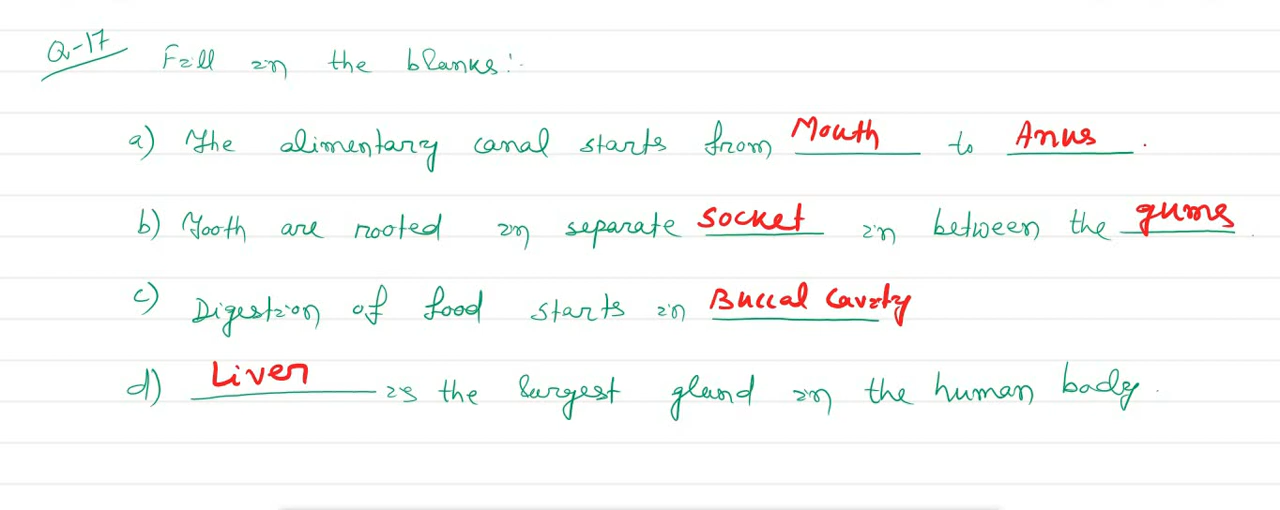 Q-17 Fill in the blanks:-
a) The alimentary canal starts from Mouth to Anus.
b) Tooth are rooted in separate socket in between the gums.
c) Digestion of food starts in Buccal Cavity
d) Liver is the largest gland in the human body.